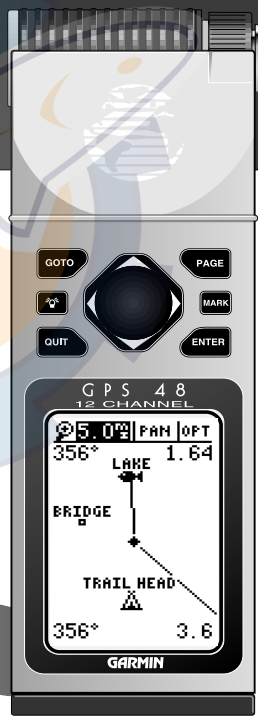 GOTO PAGE
MARK
QUIT ENTER
GPS 48
12 CHANNEL
5.0 PAN OPT
356° 1.64
LAKE
BRIDGE
TRAIL HEAD
356° 3.6
GARMIN